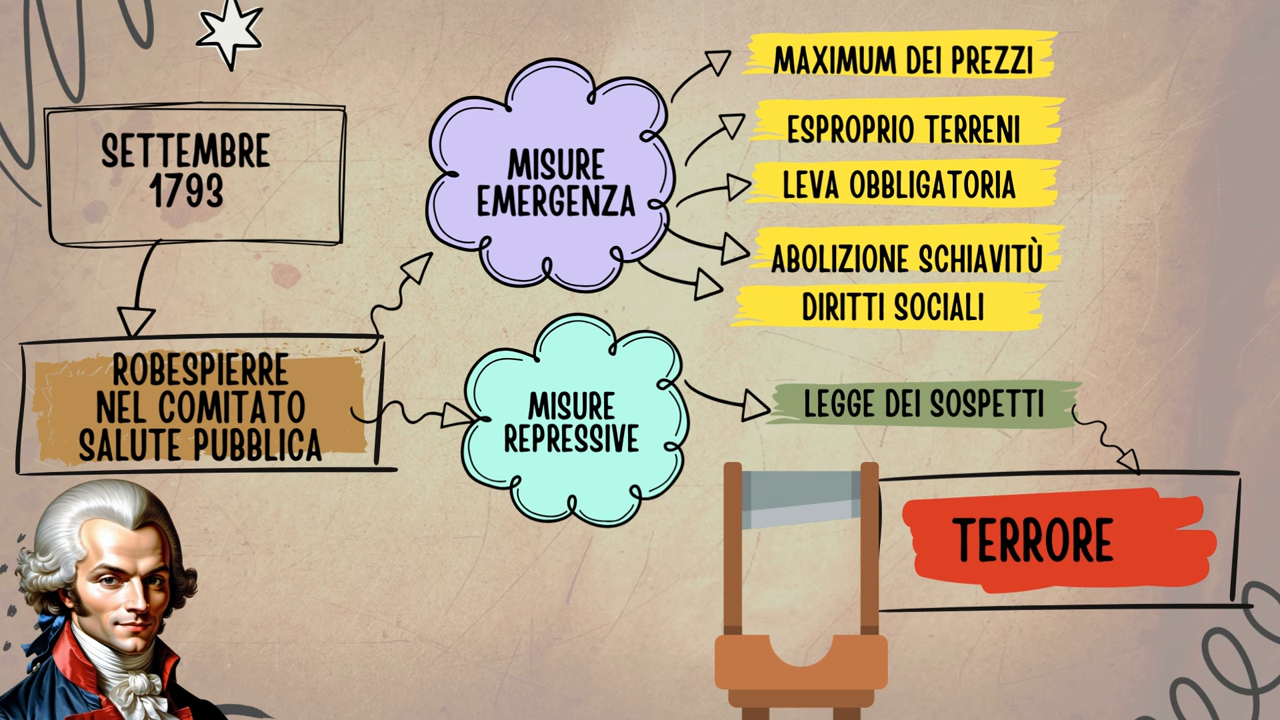 SETTEMBRE
1793
ROBESPIERRE
NEL COMITATO
SALUTE PUBBLICA
MISURE
EMERGENZA
MAXIMUM DEI PREZZI
ESPROPRIO TERRENI
LEVA OBBLIGATORIA
ABOLIZIONE SCHIAVITÙ
DIRITTI SOCIALI
MISURE
REPRESSIVE
LEGGE DEI SOSPETTI
TERRORE